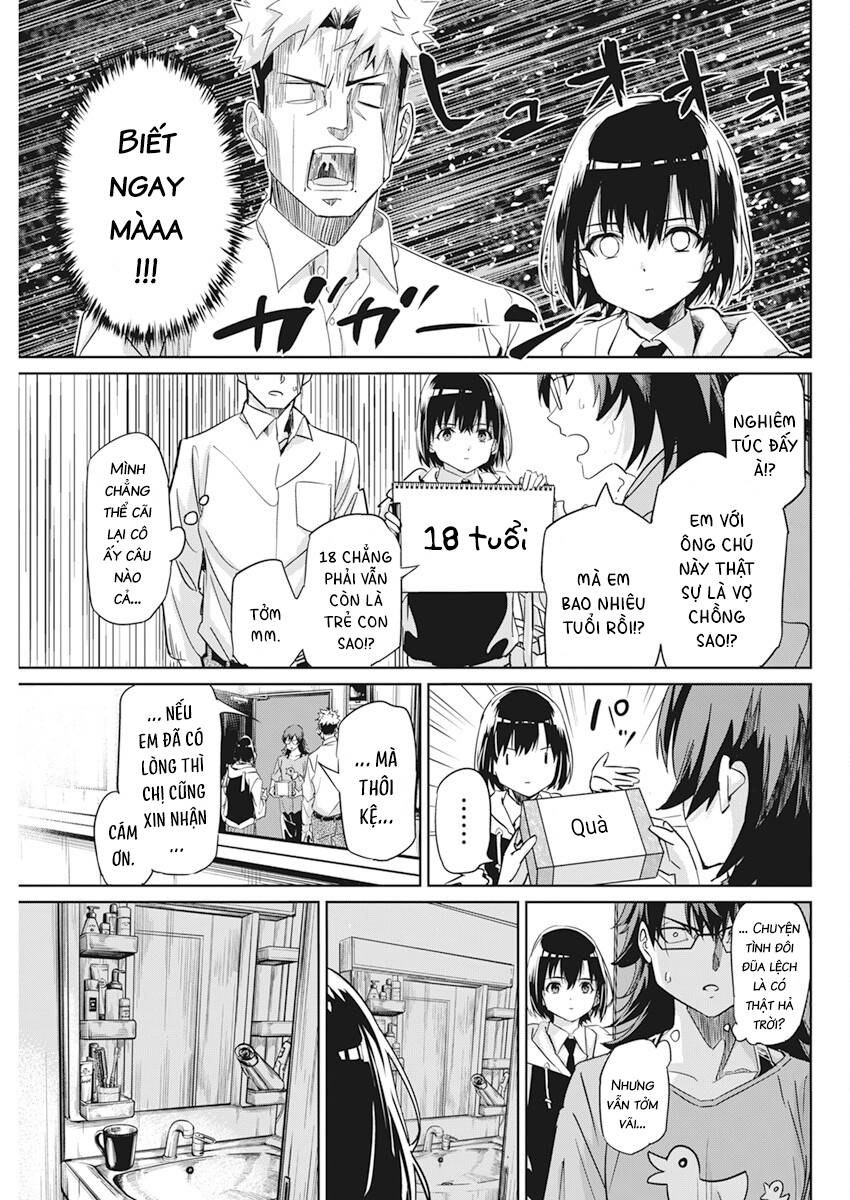 ヒュオオオ
BIẾT
NGAY
MÀAA
!!!
ガガーン
NGHIÊM
TÚC ĐẤY
À!?
EM VỚI
ÔNG CHÚ
NÀY THẬT
SỰ LÀ VỢ
CHỒNG
SAO!?
MÀ EM
BAO NHIÊU
TUỔI RỒI!?
18 tuổi
18 CHẲNG
PHẢI VẪN
CÒN LÀ
TRẺ CON
SAO!?
TỞM
MM.
MÌNH
CHẲNG
THỂ CÃI
LẠI CÔ
ẤY CÂU
NÀO
CẢ...
パッ
Quà
......
... MÀ
THÔI
KỆ...
... NẾU
EM ĐÃ CÓ
LÒNG THÌ
CHỊ CŨNG
XIN NHẬN
...
CÁM
ƠN.
... CHUYỆN
TÌNH ĐÔI
ĐŨA LỆCH
LÀ CÓ
THẬT HẢ
TRỜI?
NHƯNG
VẪN TỞM
VÃI...